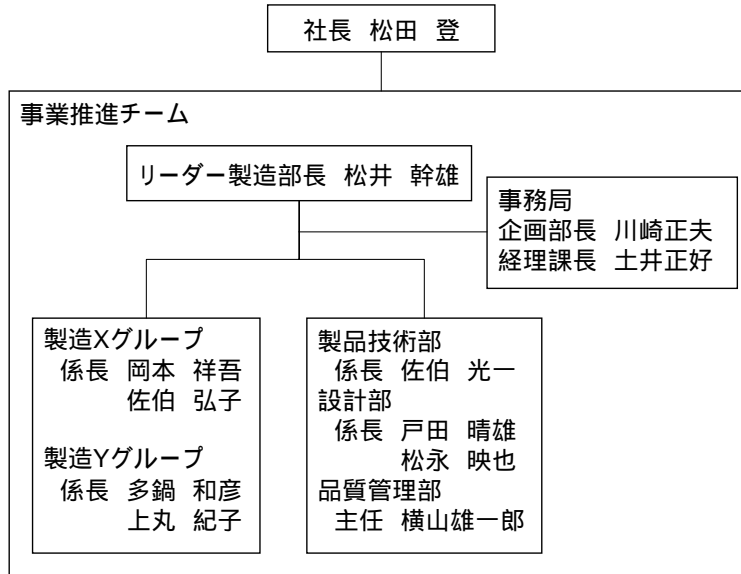 社長 松田 登
事業推進チーム
リーダー製造部長 松井 幹雄
事務局
企画部長 川崎正夫
経理課長 土井正好
製造Xグループ
係長 岡本 祥吾
佐伯 弘子
製造Yグループ
係長 多鍋 和彦
上丸 紀子
製品技術部
係長 佐伯 光一
設計部
係長 戸田 晴雄
松永 映也
品質管理部
主任 横山雄一郎